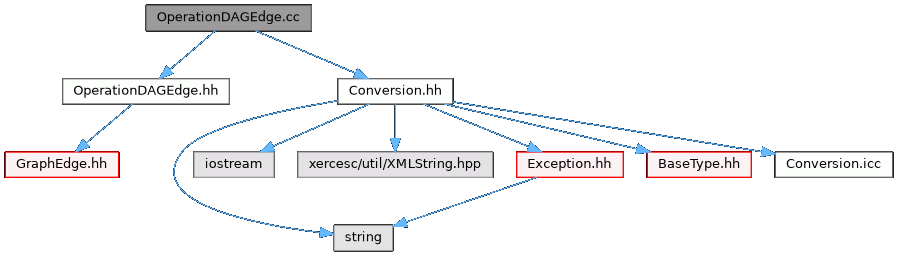 OperationDAGEdge.cc
OperationDAGEdge.hh
Conversion.hh
GraphEdge.hh
iostream
xercesc/util/XMLString.hpp
Exception.hh
BaseType.hh
Conversion.icc
string